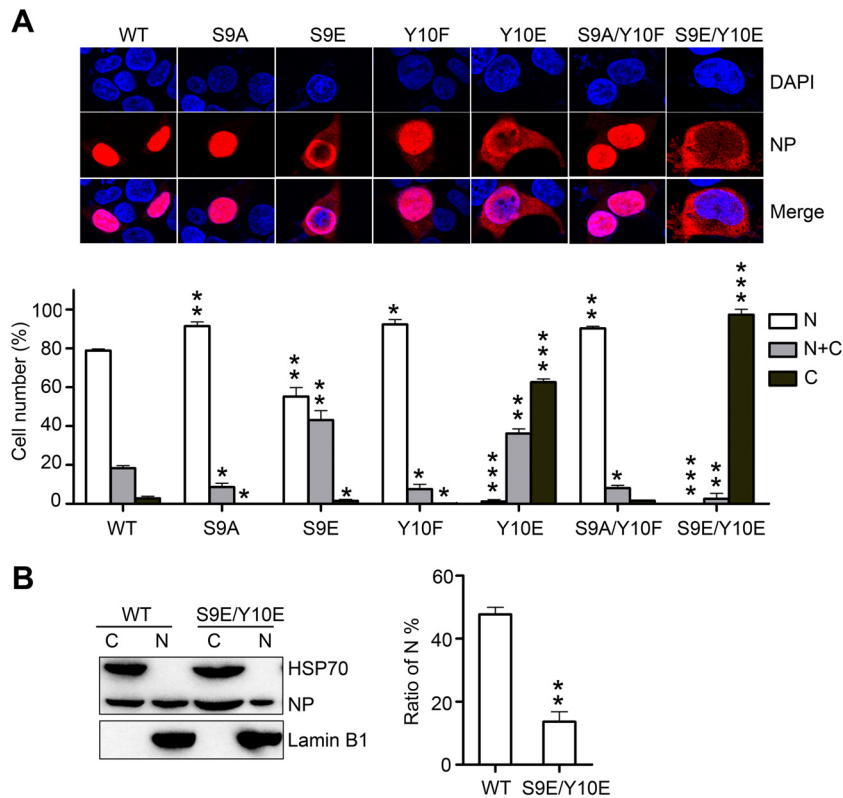 A
WT S9A S9E Y10F Y10E S9A/Y10F S9E/Y10E
DAPI
NP
Merge
Cell number (%)
100
80
60
40
20
0
** * * ** ** * * * * *** ** *** ** * *** ** ***
N
N+C
C
WT S9A S9E Y10F Y10E S9A/Y10F S9E/Y10E
B
WT S9E/Y10E
C N C N
HSP70
NP
Lamin B1
Ratio of N %
60
40
20
0
**
WT S9E/Y10E